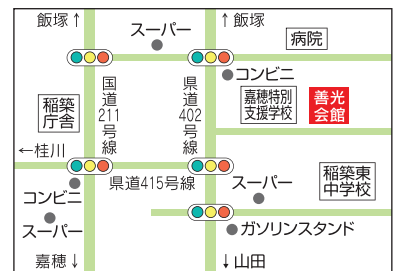 飯塚↑
スーパー
↑飯塚
病院
コンビニ
国道211号線
県道402号線
嘉穂特別
支援学校
善光
会館
稲築
庁舎
←桂川
県道415号線
スーパー
稲築東
中学校
コンビニ
スーパー
ガソリンスタンド
嘉穂↓
↓山田